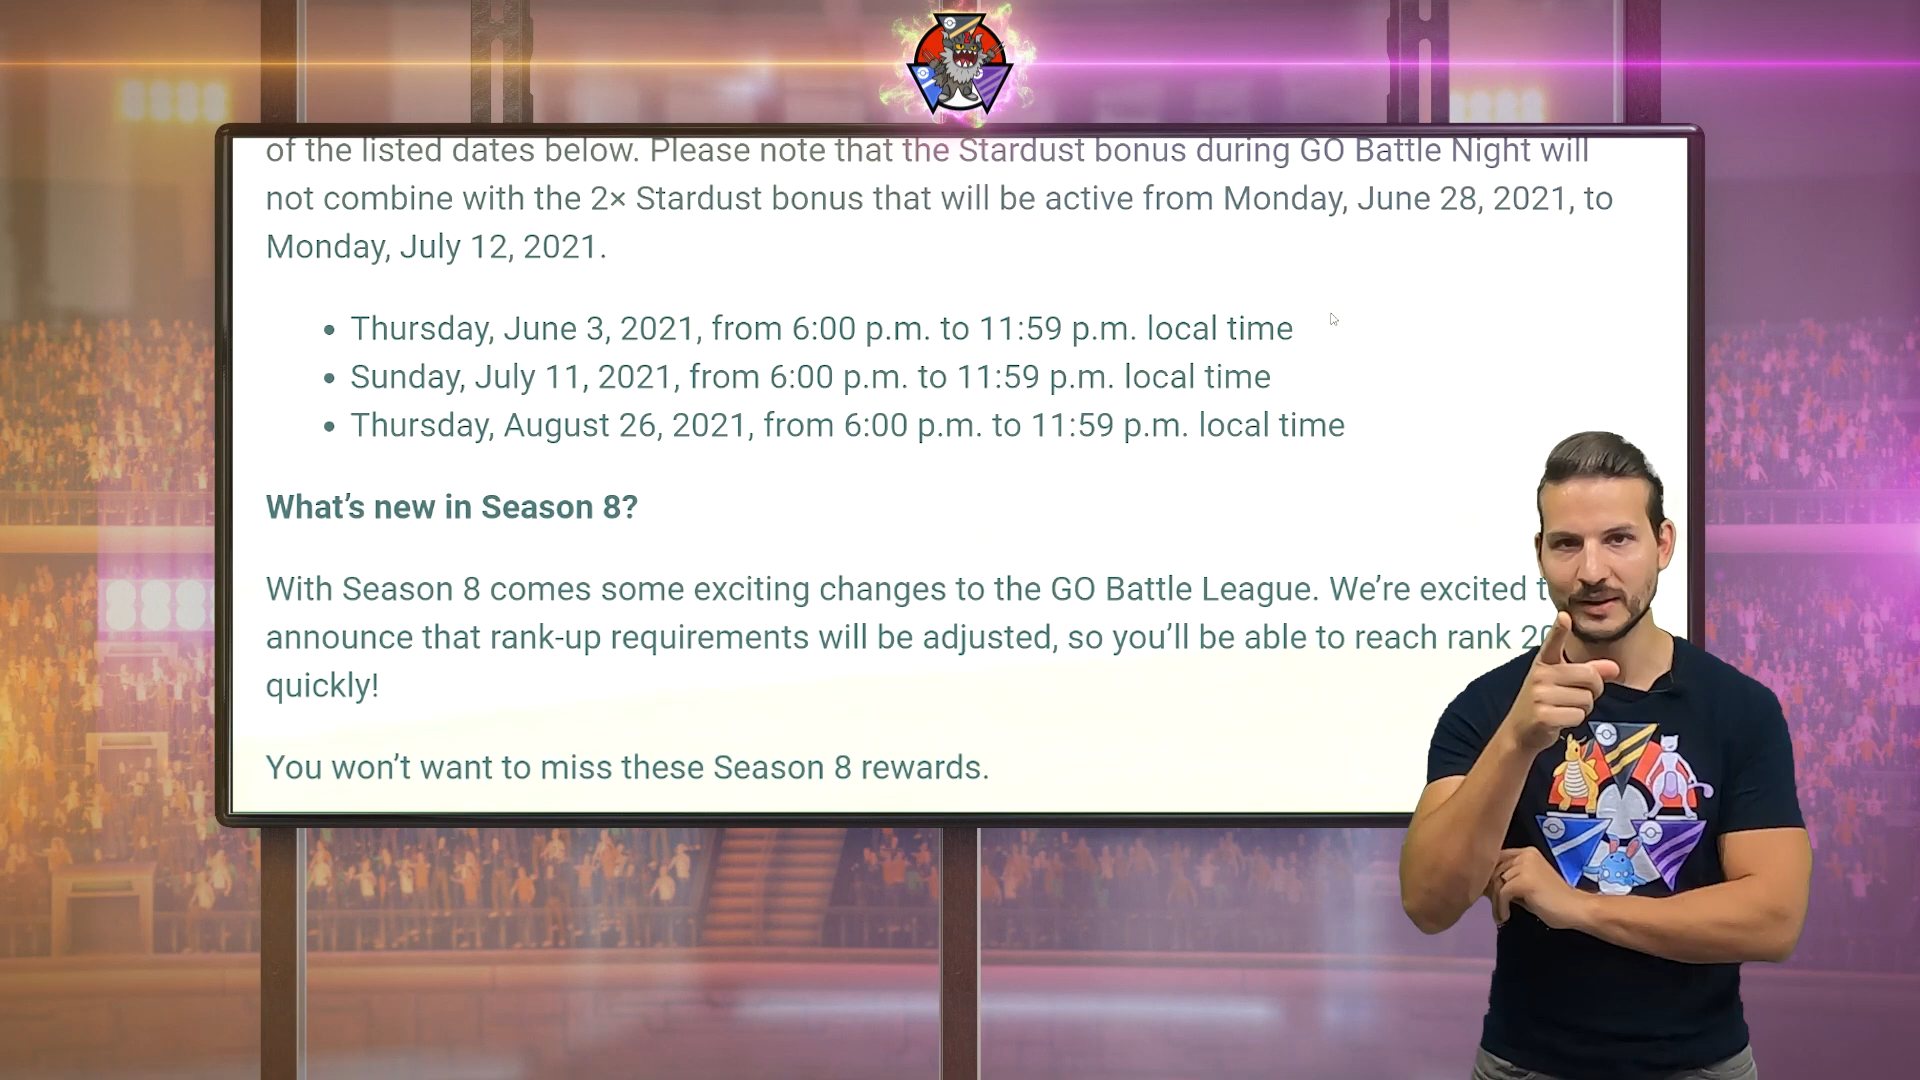 of the listed dates below. Please note that the Stardust bonus during GO Battle Night will
not combine with the 2× Stardust bonus that will be active from Monday, June 28, 2021, to
Monday, July 12, 2021.
• Thursday, June 3, 2021, from 6:00 p.m. to 11:59 p.m. local time
• Sunday, July 11, 2021, from 6:00 p.m. to 11:59 p.m. local time
• Thursday, August 26, 2021, from 6:00 p.m. to 11:59 p.m. local time
What’s new in Season 8?
With Season 8 comes some exciting changes to the GO Battle League. We’re excited
announce that rank-up requirements will be adjusted, so you’ll be able to reach rank 20
quickly!
You won’t want to miss these Season 8 rewards.